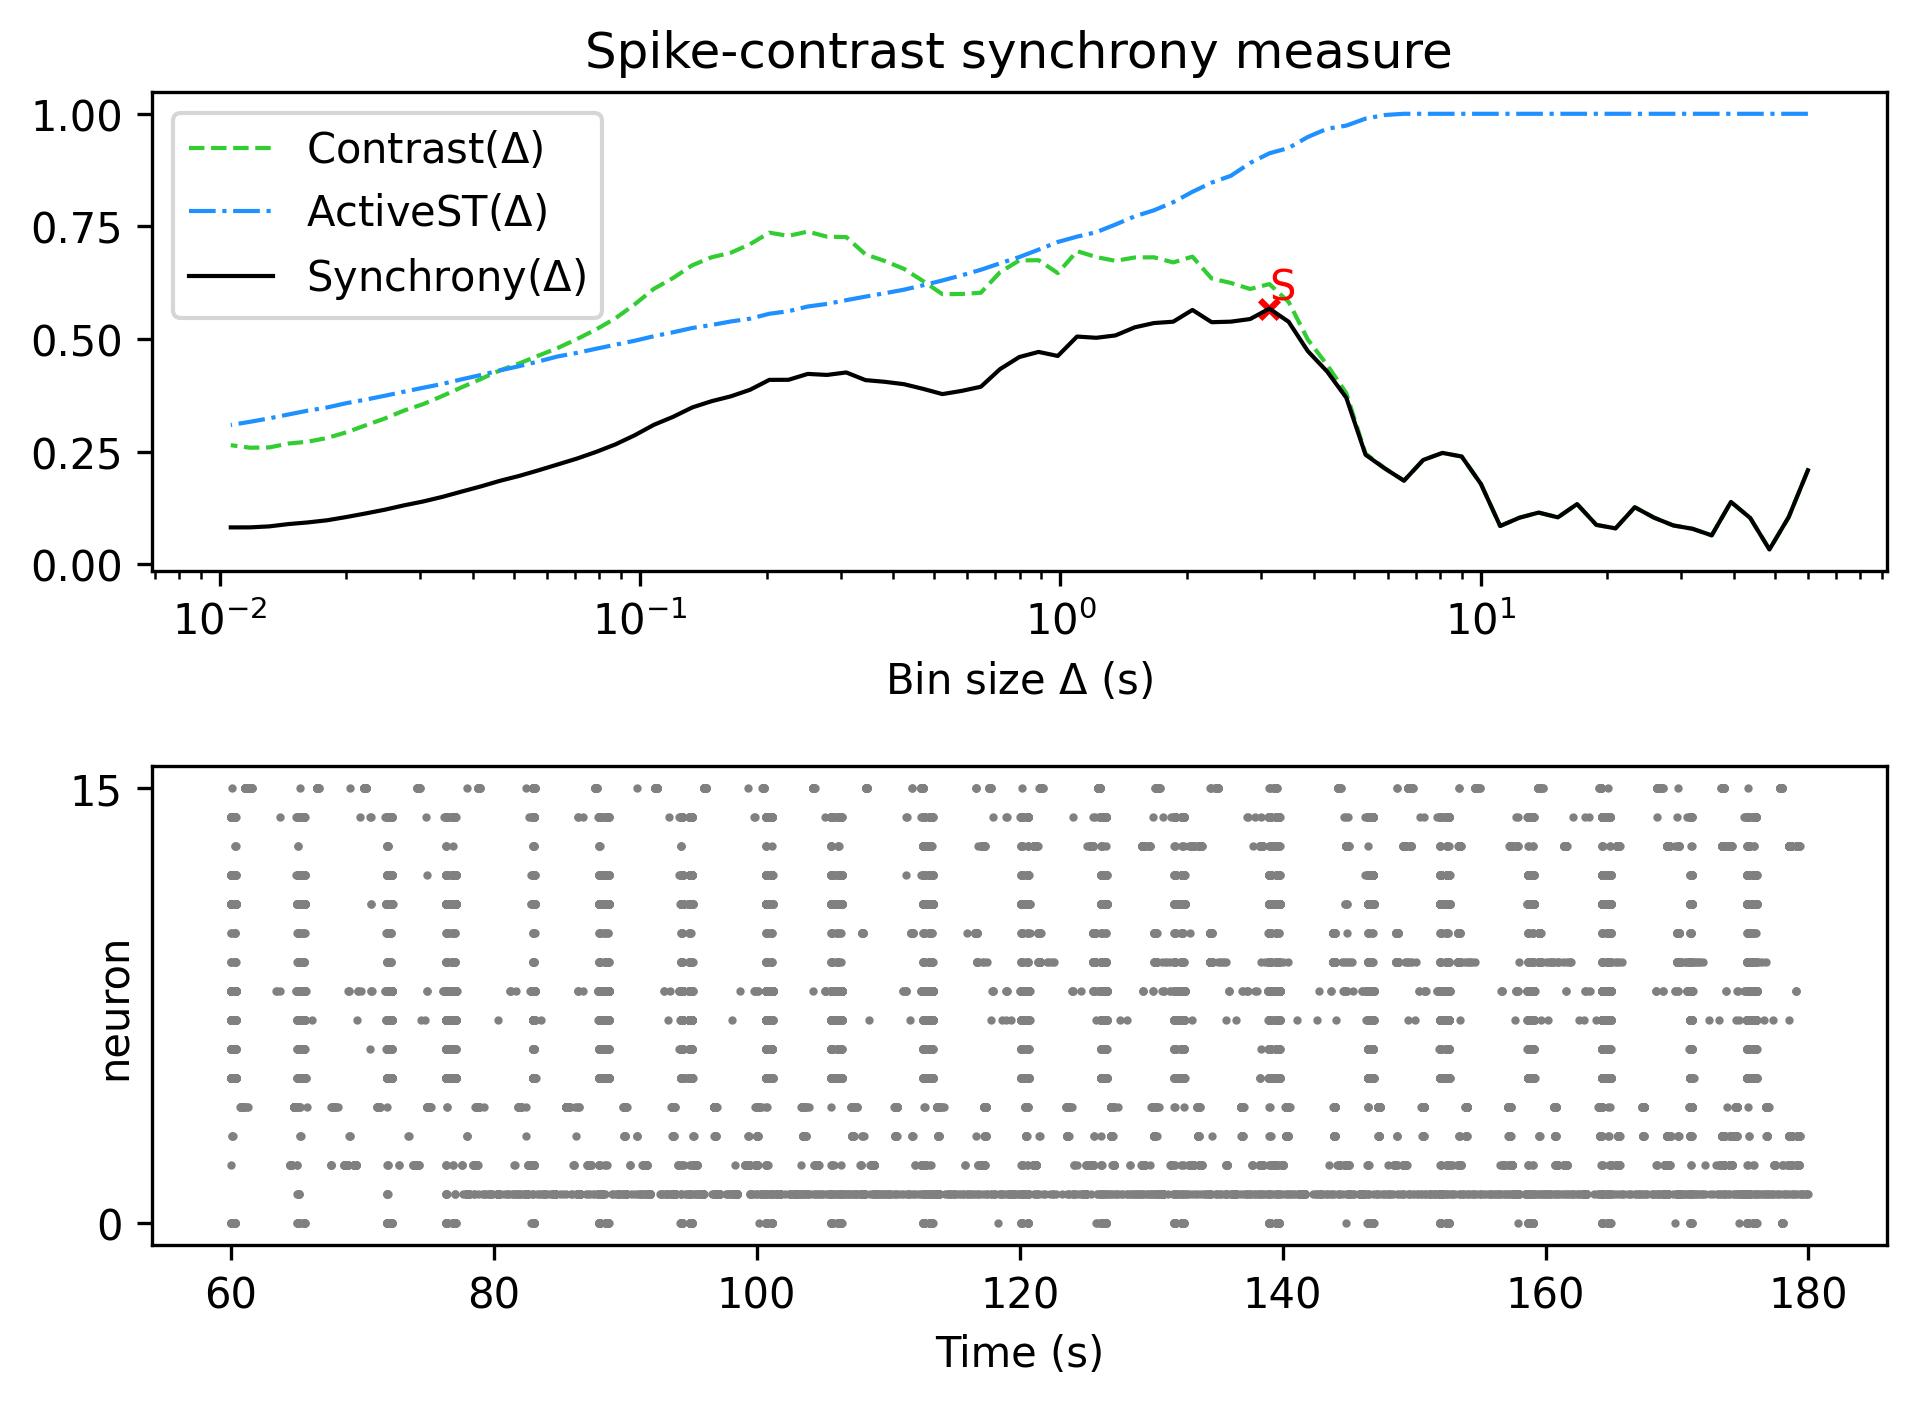 Spike-contrast synchrony measure
1.00
0.75
0.50
0.25
0.00
Contrast(Δ)
ActiveST(Δ)
Synchrony(Δ)
S
10⁻² 10⁻¹ 10⁰ 10¹
Bin size Δ (s)
15
0
neuron
60 80 100 120 140 160 180
Time (s)